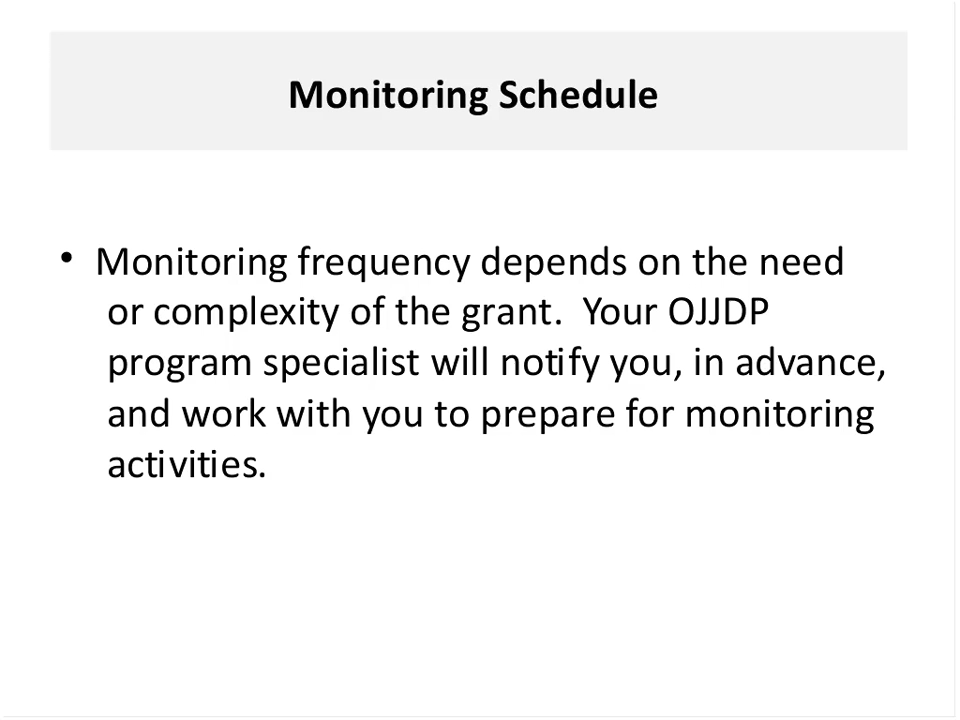 Monitoring Schedule
• Monitoring frequency depends on the need
or complexity of the grant.  Your OJJDP
program specialist will notify you, in advance,
and work with you to prepare for monitoring
activities.